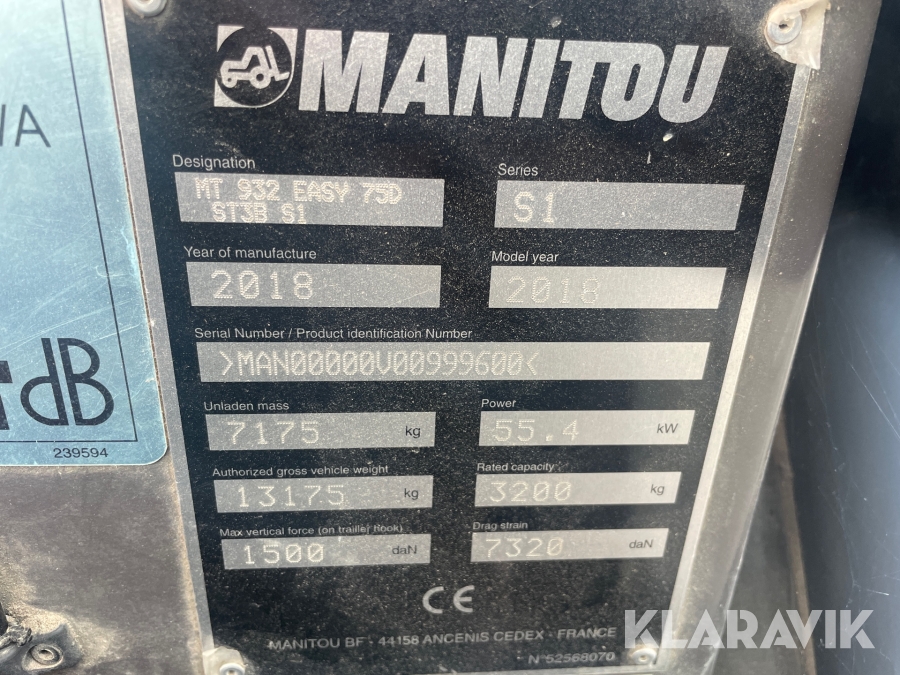 MANITOU
Designation
MT 932 EASY 75D
ST3B S1
Series
S1
Year of manufacture
2018
Model year
2018
Serial Number / Product identification Number
>MAN00000V00999600<
Unladen mass
7175 kg
Power
55.4 kW
Authorized gross vehicle weight
13175 kg
Rated capacity
3200 kg
Max vertical force (on trailler hook)
1500 daN
Drag strain
7320 daN
CE
MANITOU BF - 44158 ANCENIS CEDEX - FRANCE
N°52568070
dB
239594
KLARAVIK